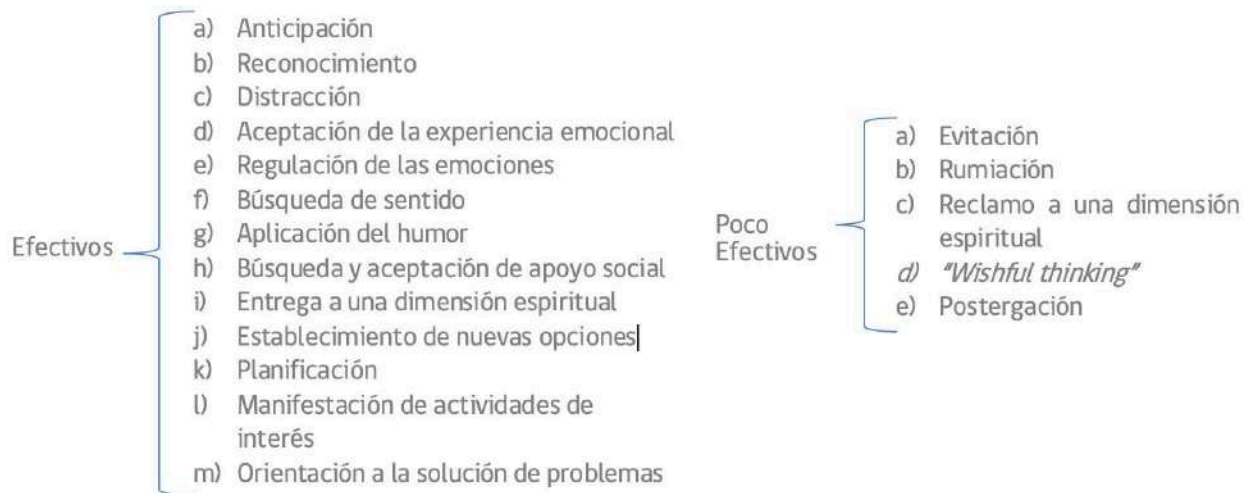 Efectivos
a) Anticipación
b) Reconocimiento
c) Distracción
d) Aceptación de la experiencia emocional
e) Regulación de las emociones
f) Búsqueda de sentido
g) Aplicación del humor
h) Búsqueda y aceptación de apoyo social
i) Entrega a una dimensión espiritual
j) Establecimiento de nuevas opciones
k) Planificación
l) Manifestación de actividades de
interés
m) Orientación a la solución de problemas
Poco
Efectivos
a) Evitación
b) Rumiación
c) Reclamo a una dimensión
espiritual
d) "Wishful thinking"
e) Postergación